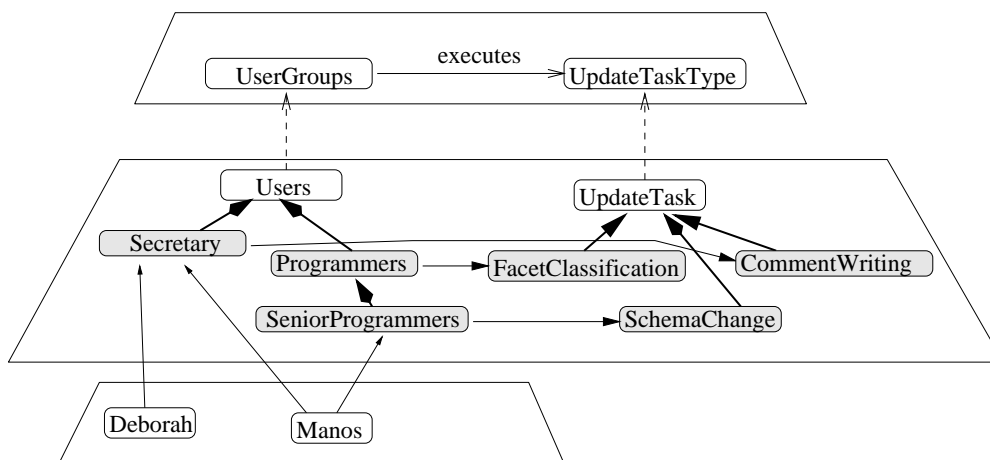 executes
UserGroups
UpdateTaskType
Users
UpdateTask
Secretary
Programmers
FacetClassification
CommentWriting
SeniorProgrammers
SchemaChange
Deborah
Manos